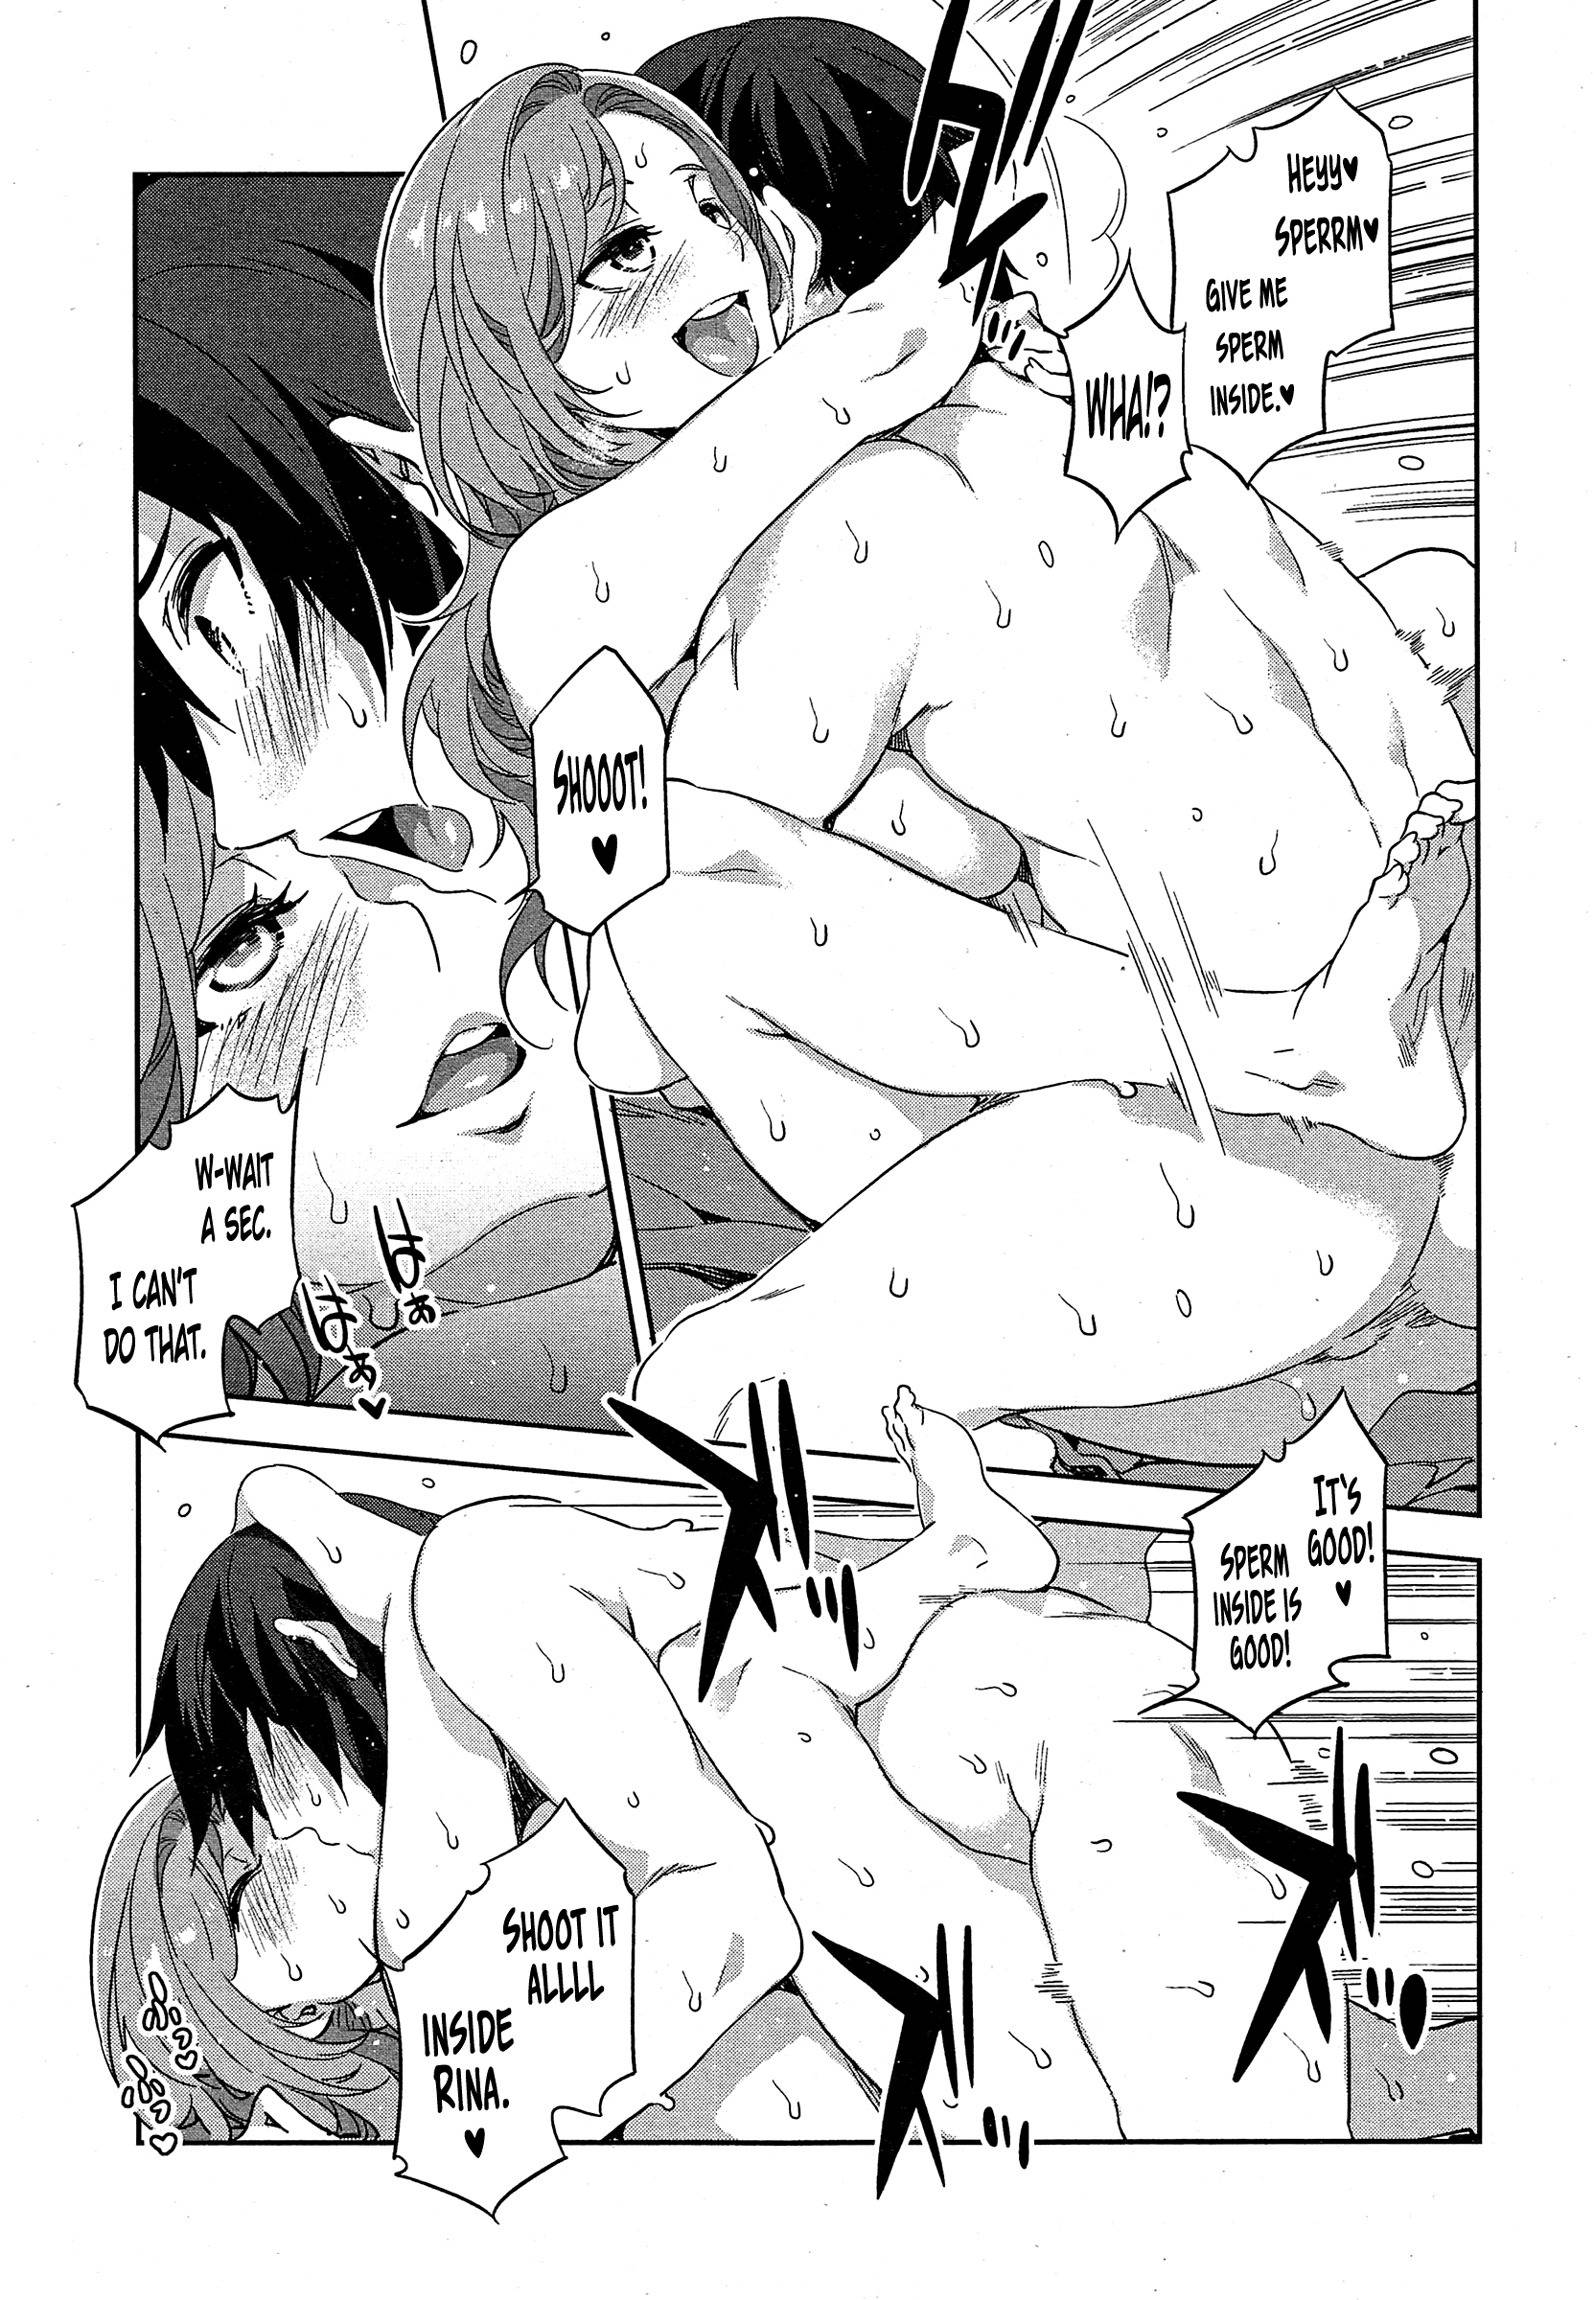 HEYY♥
SPERRM♥
GIVE ME
SPERM
INSIDE.♥
WHA!?
SHOOOT!
♥
W-WAIT
A SEC.
I CAN'T
DO THAT.
はぁ
はぁ♥
IT'S
GOOD!
♥
SPERM
INSIDE IS
GOOD!
SHOOT IT
ALLLL
INSIDE
RINA.
♥